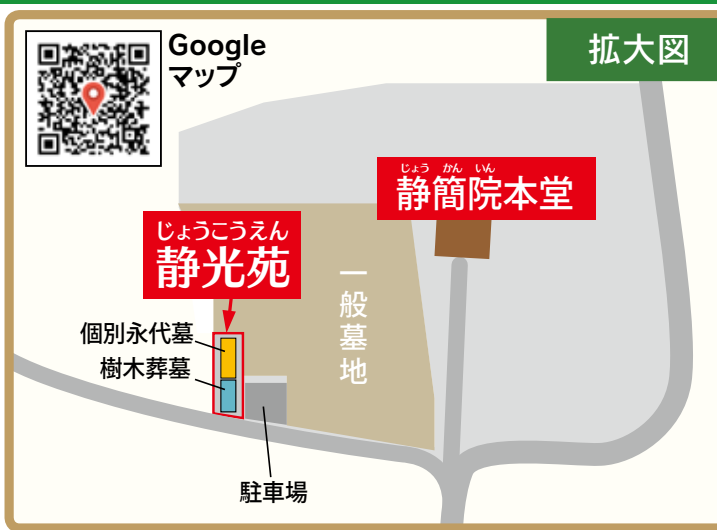 Google
マップ
拡大図
じょう かん いん
静簡院本堂
じょうこうえん
静光苑
一般墓地
個別永代墓
樹木葬墓
駐車場